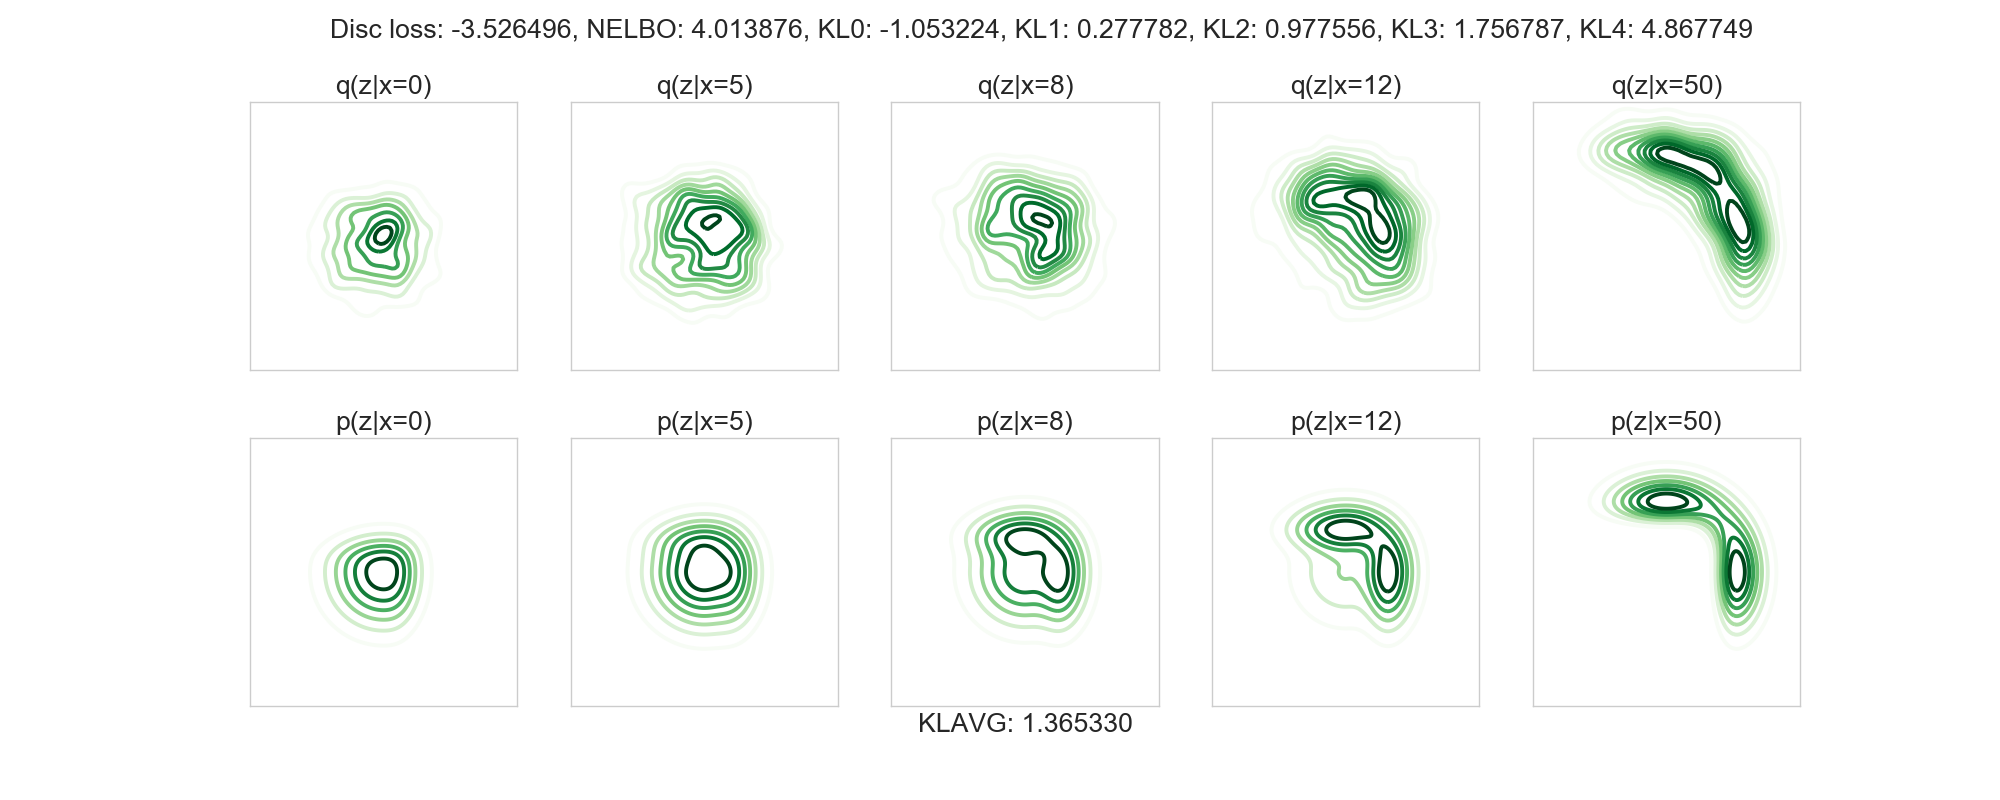 Disc loss: -3.526496, NELBO: 4.013876, KL0: -1.053224, KL1: 0.277782, KL2: 0.977556, KL3: 1.756787, KL4: 4.867749
q(z|x=0)
q(z|x=5)
q(z|x=8)
q(z|x=12)
q(z|x=50)
p(z|x=0)
p(z|x=5)
p(z|x=8)
p(z|x=12)
p(z|x=50)
KLAVG: 1.365330